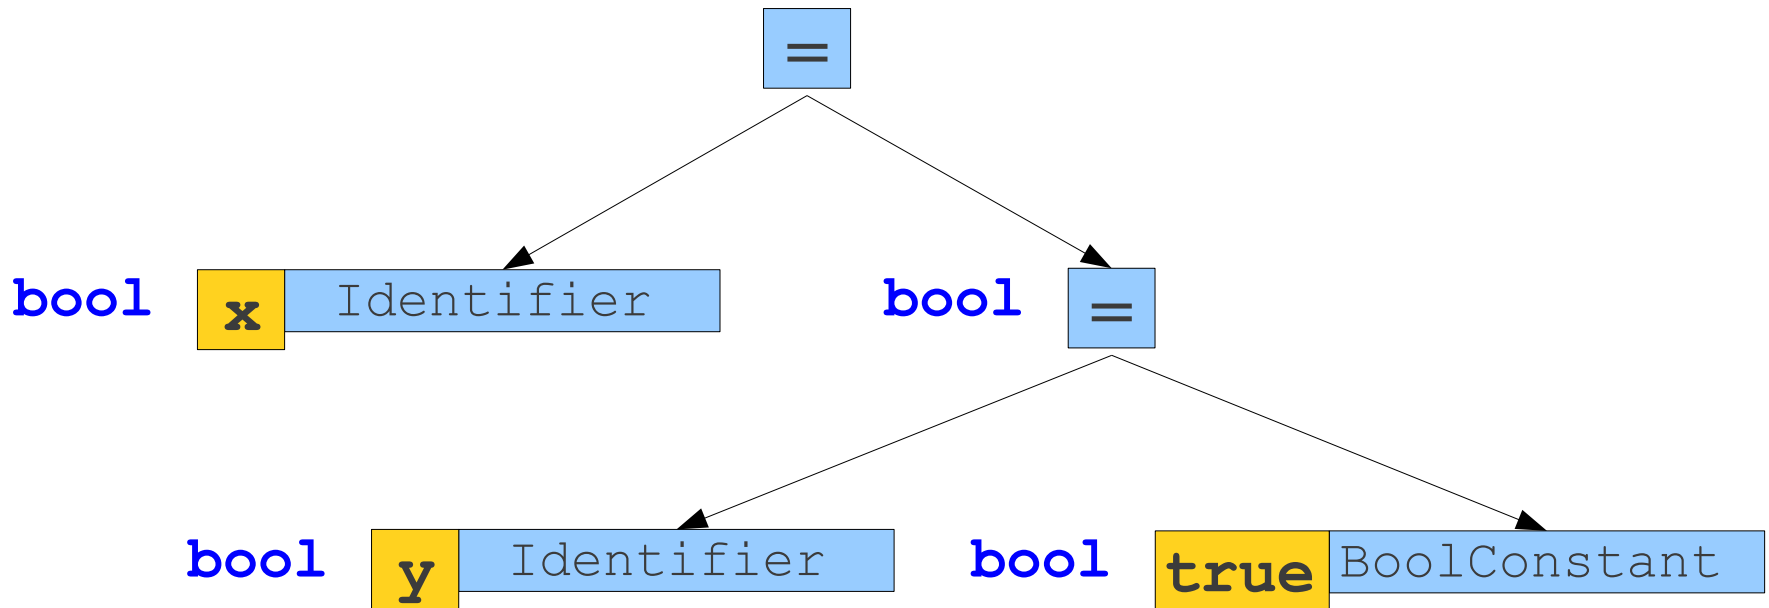 =
bool x Identifier bool =
bool y Identifier bool true BoolConstant